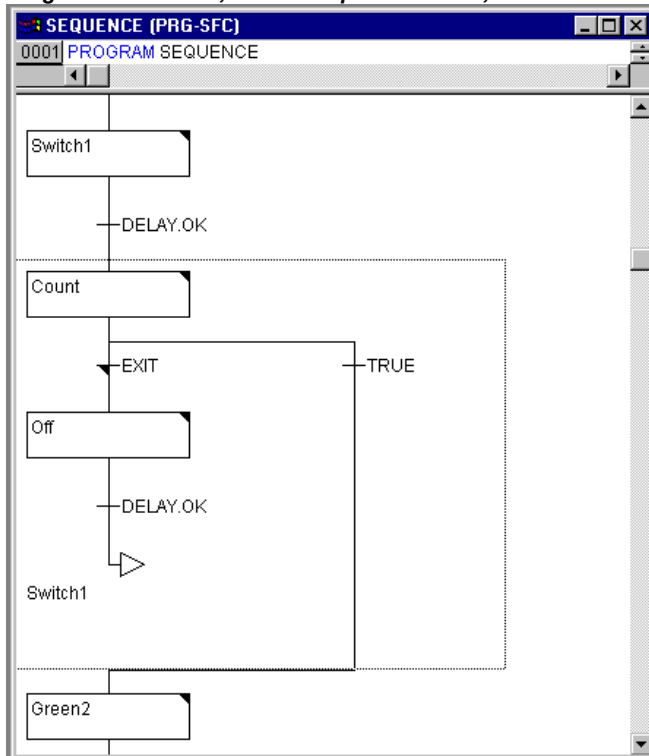 SEQUENCE (PRG-SFC)
0001 PROGRAM SEQUENCE
Switch1
DELAY.OK
Count
EXIT
TRUE
Off
DELAY.OK
Switch1
Green2